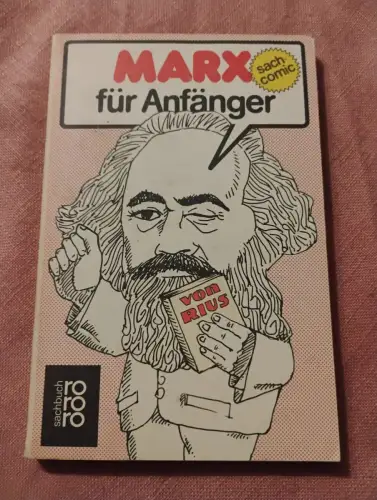 MARX
für Anfänger
sach-
comic
von
RIUS
sachbuch
rororo